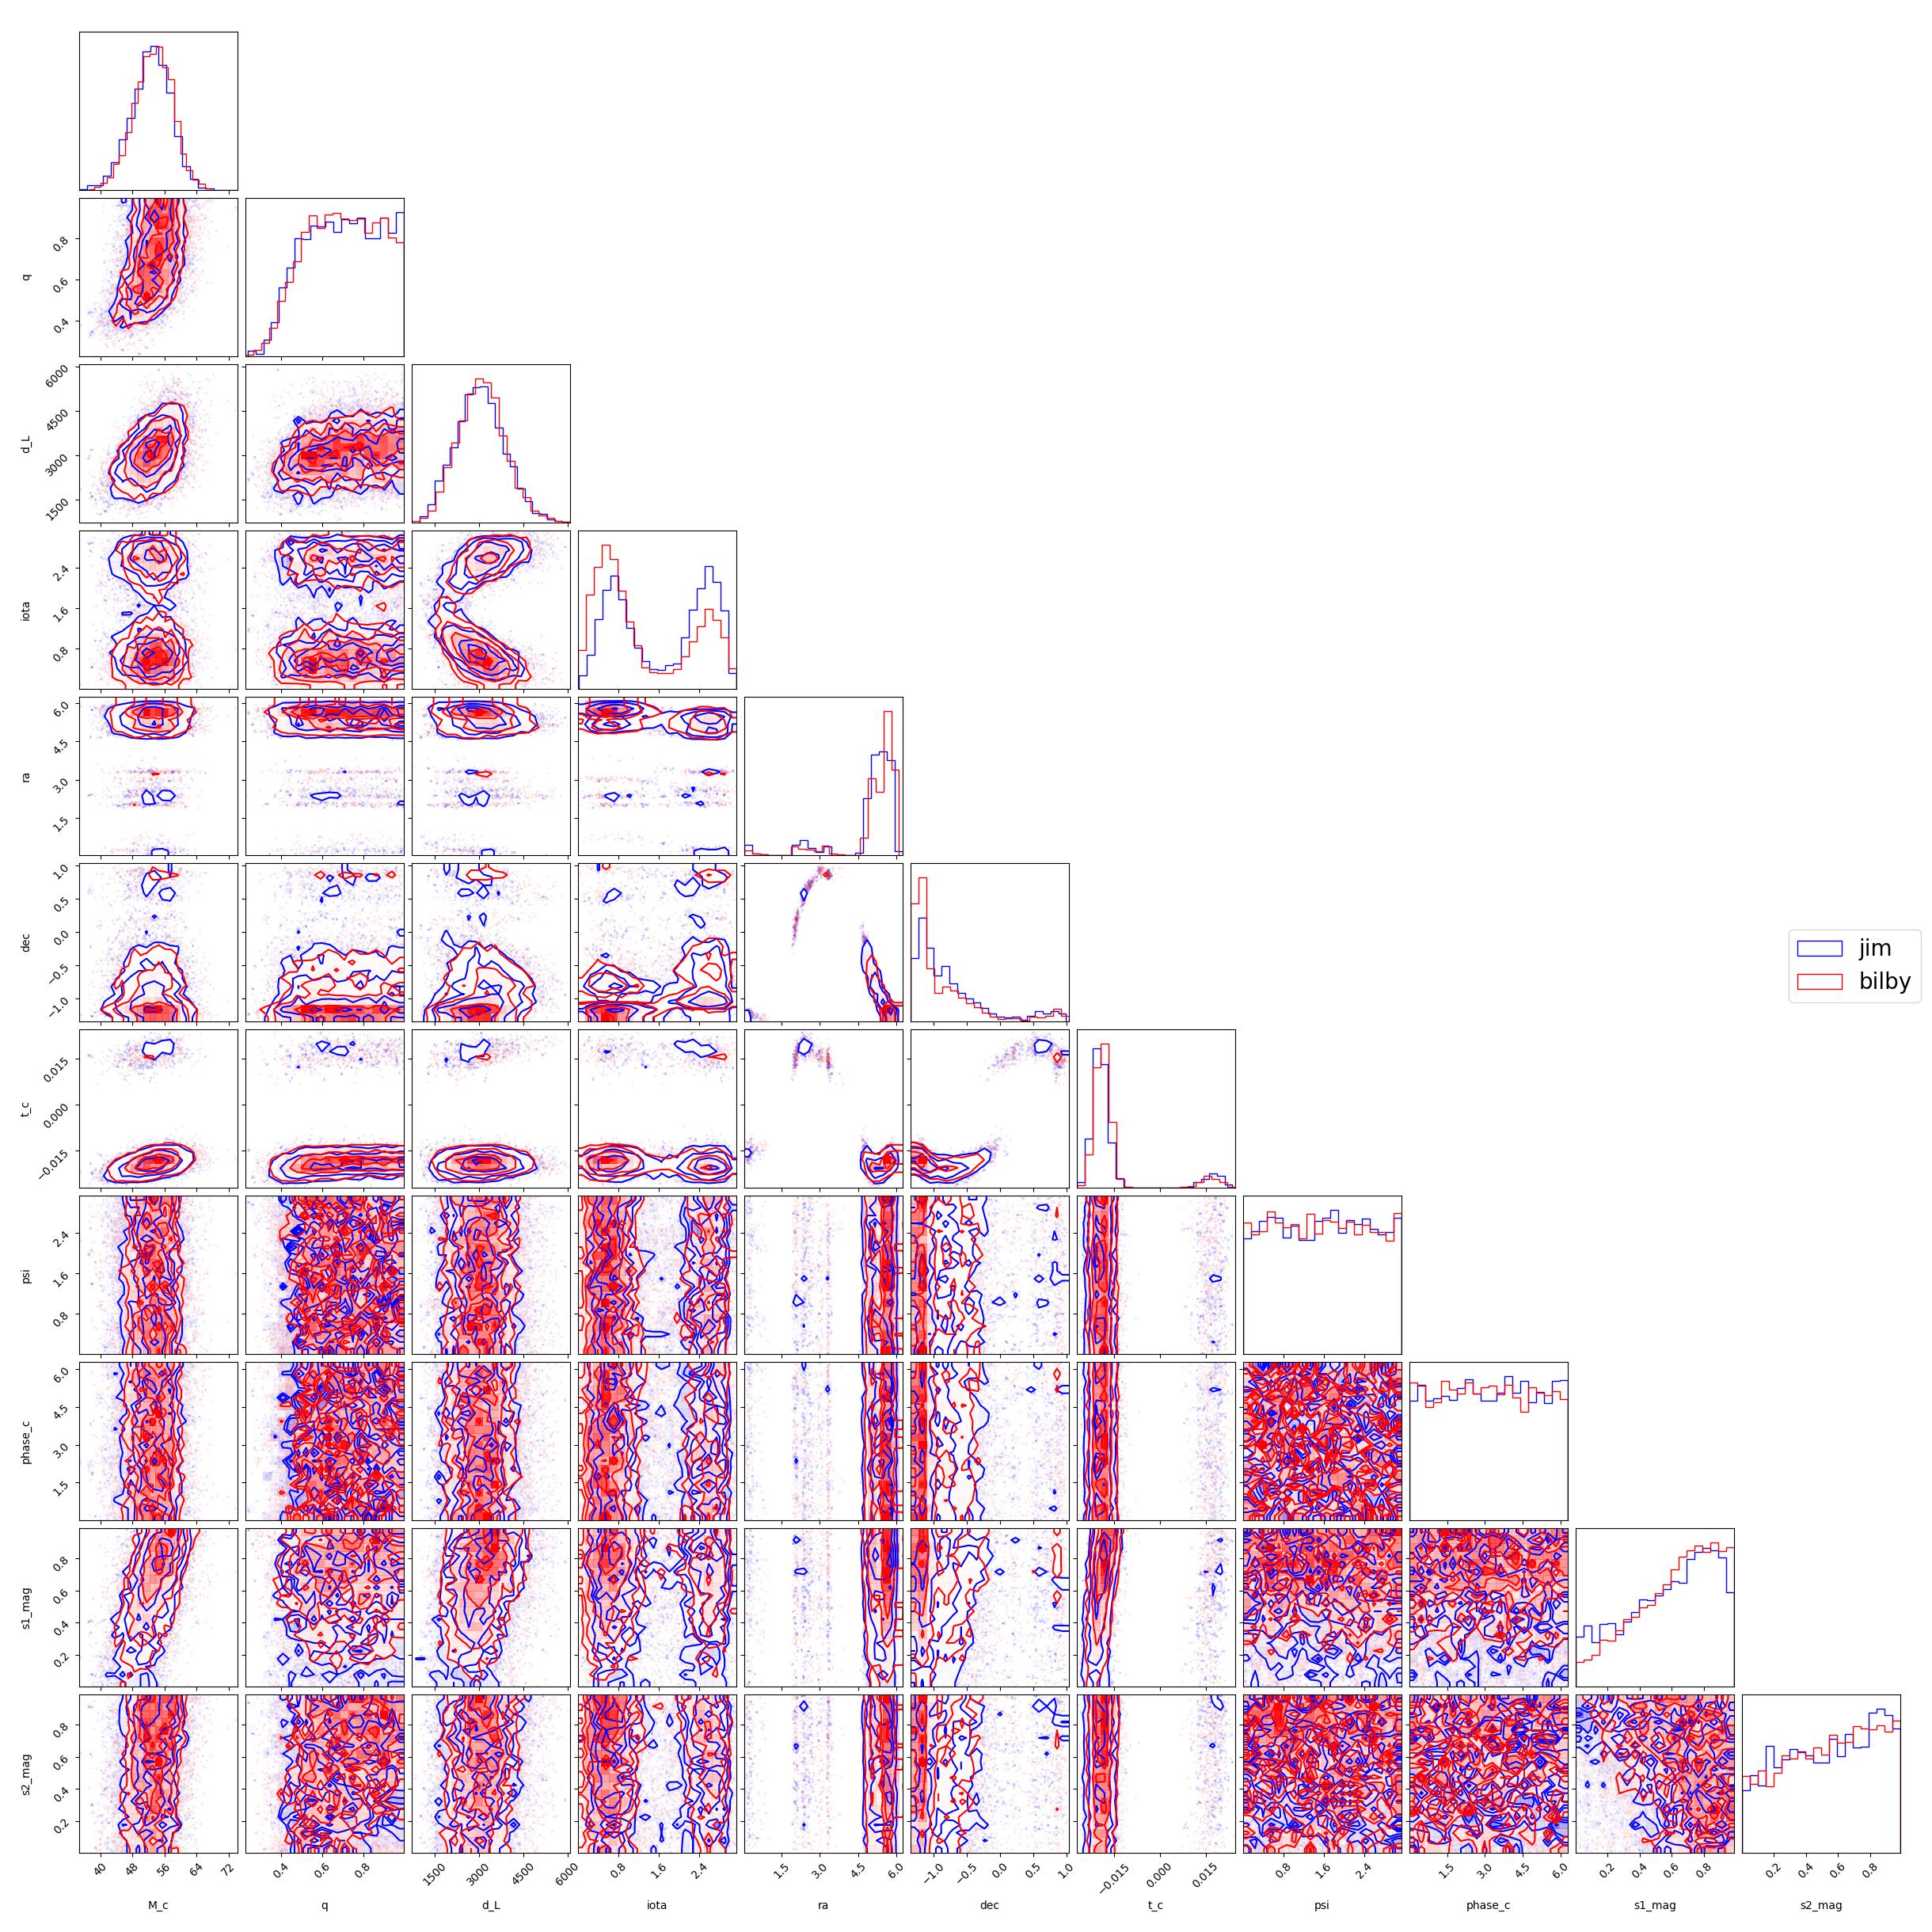 q
0.4 0.6 0.8
d_L
1500 3000 4500 6000
iota
0.8 1.6 2.4
ra
1.5 3.0 4.5 6.0
dec
−1.0 −0.5 0.0 0.5 1.0
jim
bilby
t_c
−0.015 0.000 0.015
psi
0.8 1.6 2.4
phase_c
1.5 3.0 4.5 6.0
s1_mag
0.2 0.4 0.6 0.8
s2_mag
0.2 0.4 0.6 0.8
40 48 56 64 72
0.4 0.6 0.8
1500 3000 4500 6000
0.8 1.6 2.4
1.5 3.0 4.5 6.0
−1.0 −0.5 0.0 0.5 1.0
−0.015 0.000 0.015
0.8 1.6 2.4
1.5 3.0 4.5 6.0
0.2 0.4 0.6 0.8
0.2 0.4 0.6 0.8
M_c q d_L iota ra dec t_c psi phase_c s1_mag s2_mag